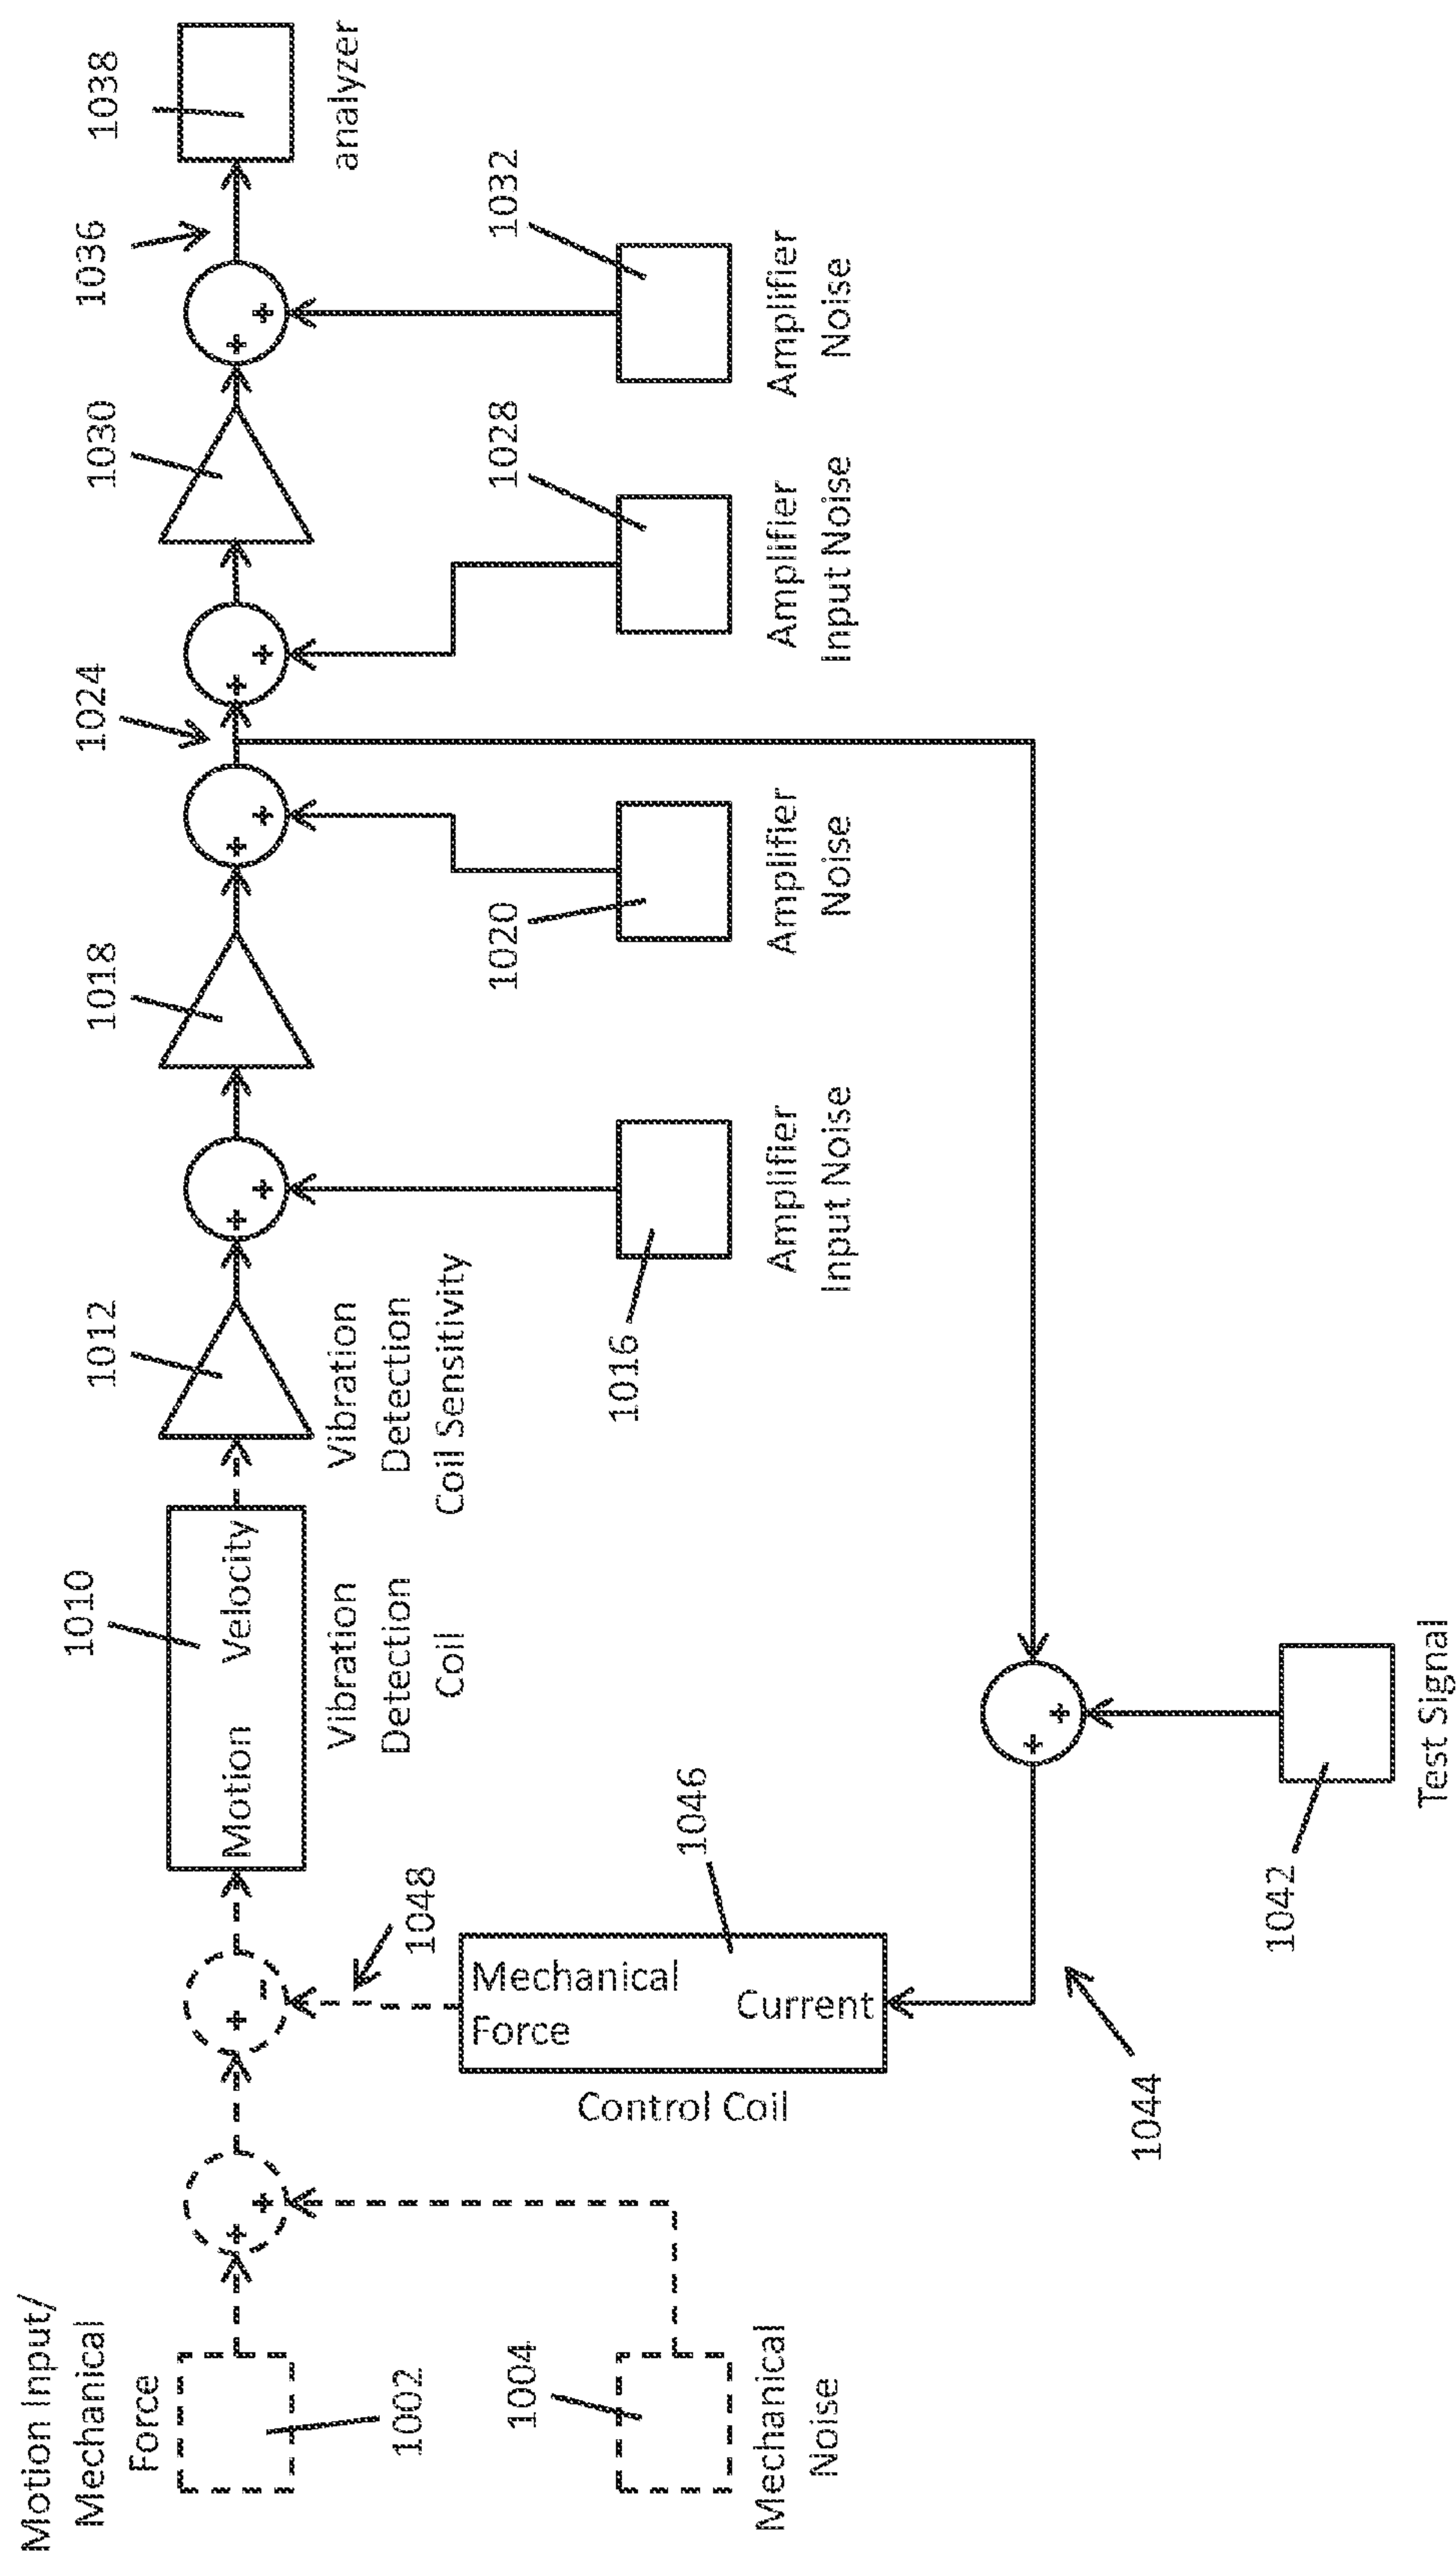 Motion Input/
Mechanical
Force
1002
1004
Mechanical
Noise
+
+
+
−
1048
Mechanical
Force
Current
1046
Control Coil
1044
1010
Motion Velocity
Vibration
Detection
Coil
1012
Vibration
Detection
Coil Sensitivity
+
+
1016
Amplifier
Input Noise
1018
+
+
1020
Amplifier
Noise
1024
+
+
1028
Amplifier
Input Noise
1030
+
+
1032
Amplifier
Noise
1036
1038
analyzer
+
+
1042
Test Signal